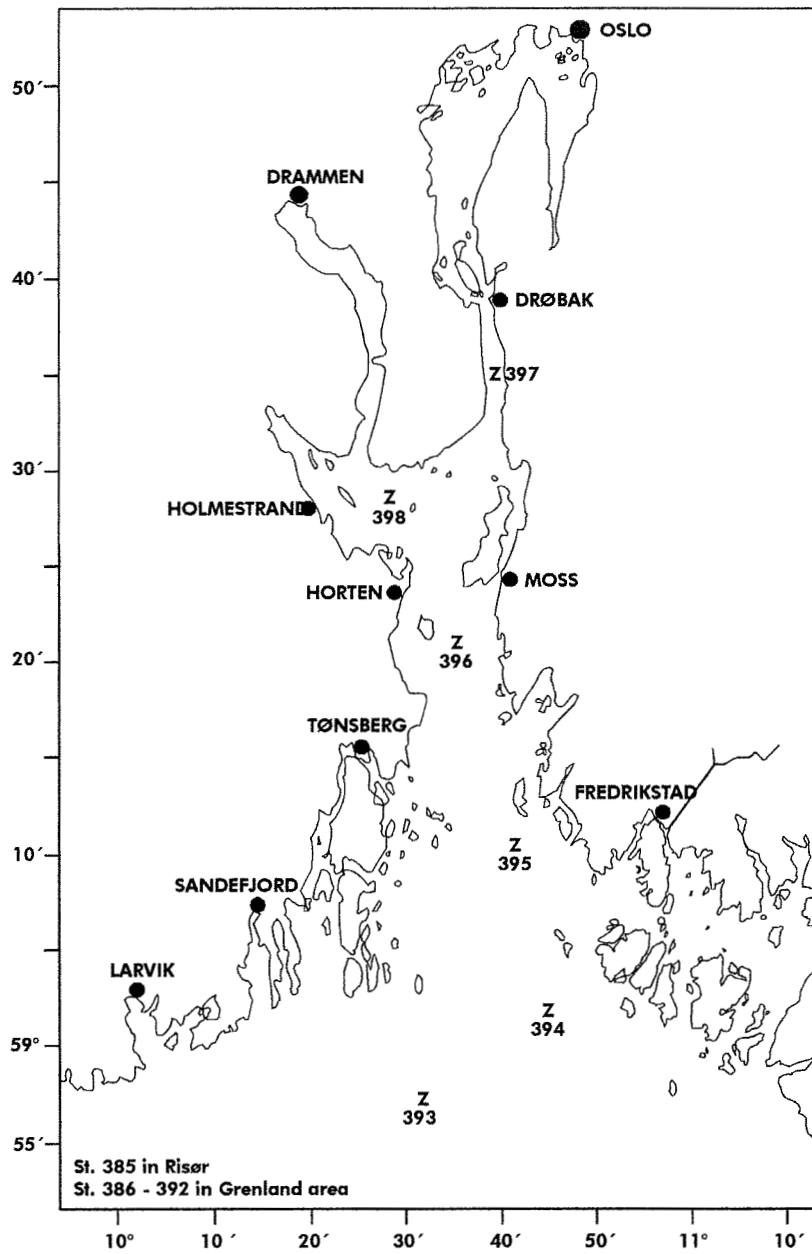 OSLO
50´
DRAMMEN
40´
DRØBAK
Z 397
30´
Z
398
HOLMESTRAND
HORTEN
MOSS
Z
396
20´
TØNSBERG
FREDRIKSTAD
Z
395
10´
SANDEFJORD
LARVIK
Z
394
59°
Z
393
55´
St. 385 in Risør
St. 386 - 392 in Grenland area
10° 10´ 20´ 30´ 40´ 50´ 11° 10´